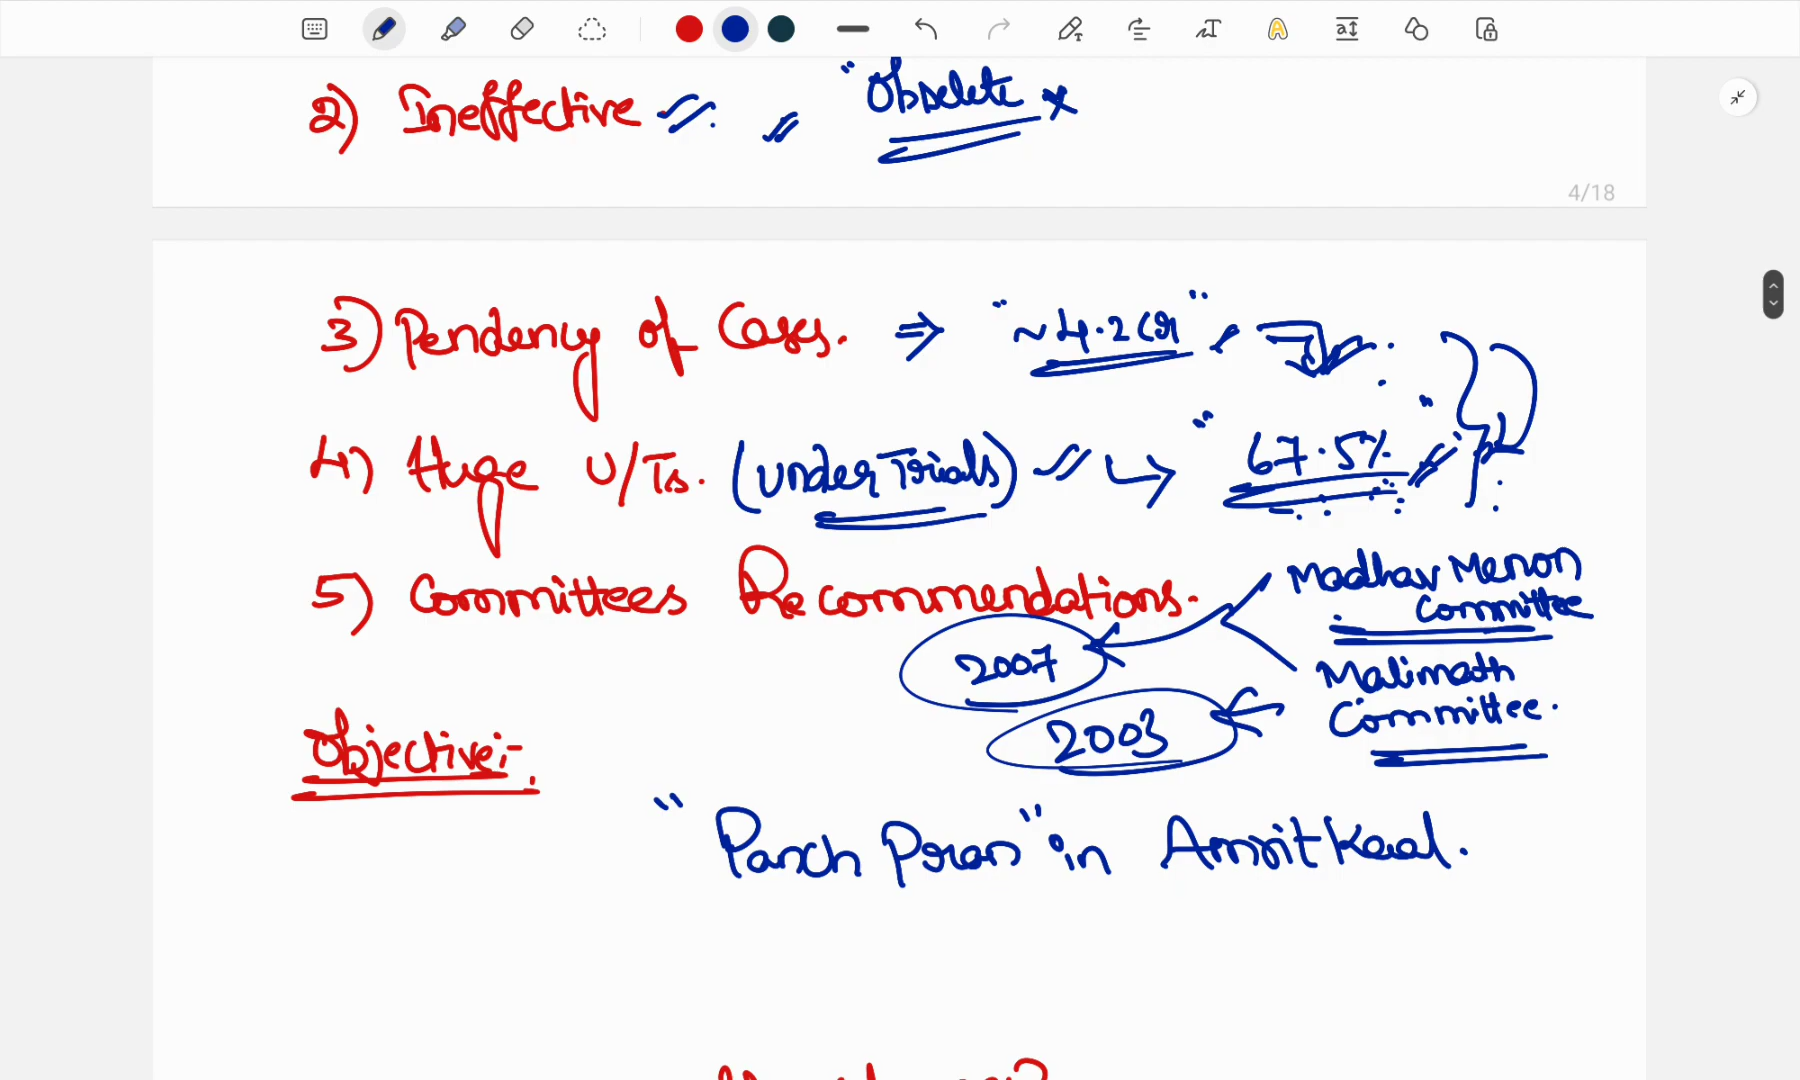 2) Ineffective "Obselete
4/18
3) Pendency of Cases. ⇒ "~4.2 Cr"
4) Huge U/Ts. (Under Trials) ↳ "67.5%"
5) Committees Recommendations. Madhav Menon
Committee
2007
Malimath
Committee.
2003
Objective:-
"Panch Pran" in Amrit Kaal.